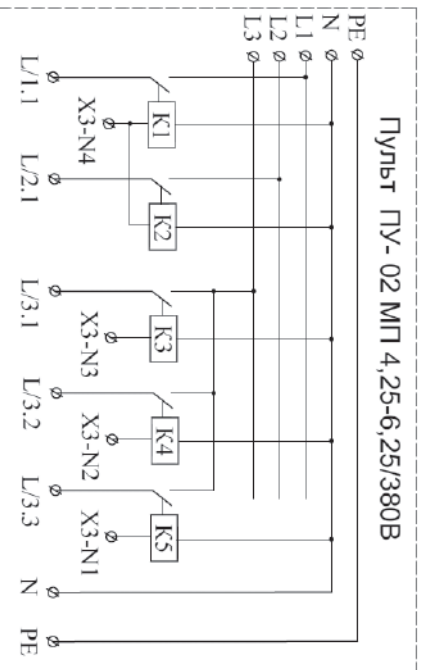 Пульт ПУ- 02 МП 4,25-6,25/380В
PE
N
L1
L2
L3
K1
K2
K3
K4
K5
X3-N4
X3-N3
X3-N2
X3-N1
L/1.1
L/2.1
L/3.1
L/3.2
L/3.3
N
PE